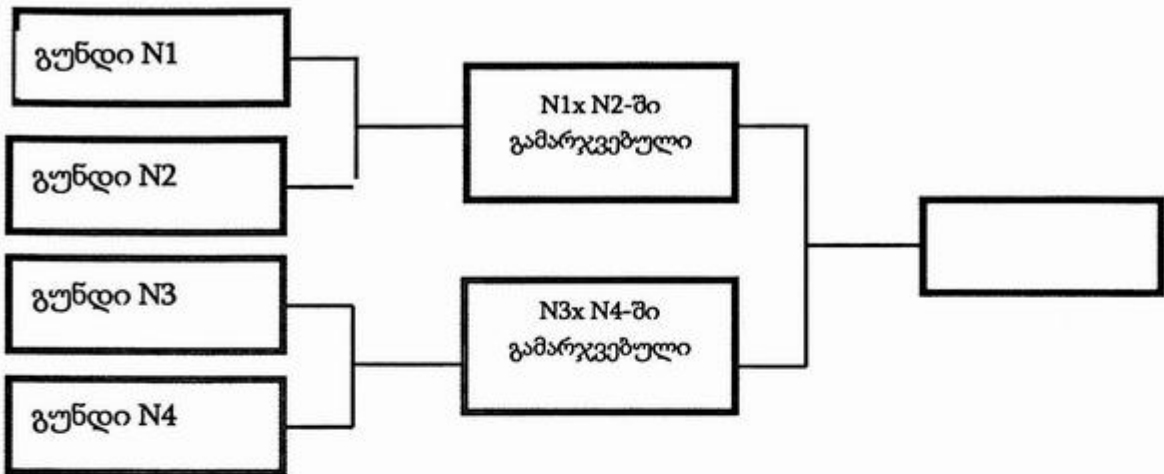 გუნდი N1
გუნდი N2
გუნდი N3
გუნდი N4
N1x N2-ში
გამარჯვებული
N3x N4-ში
გამარჯვებული